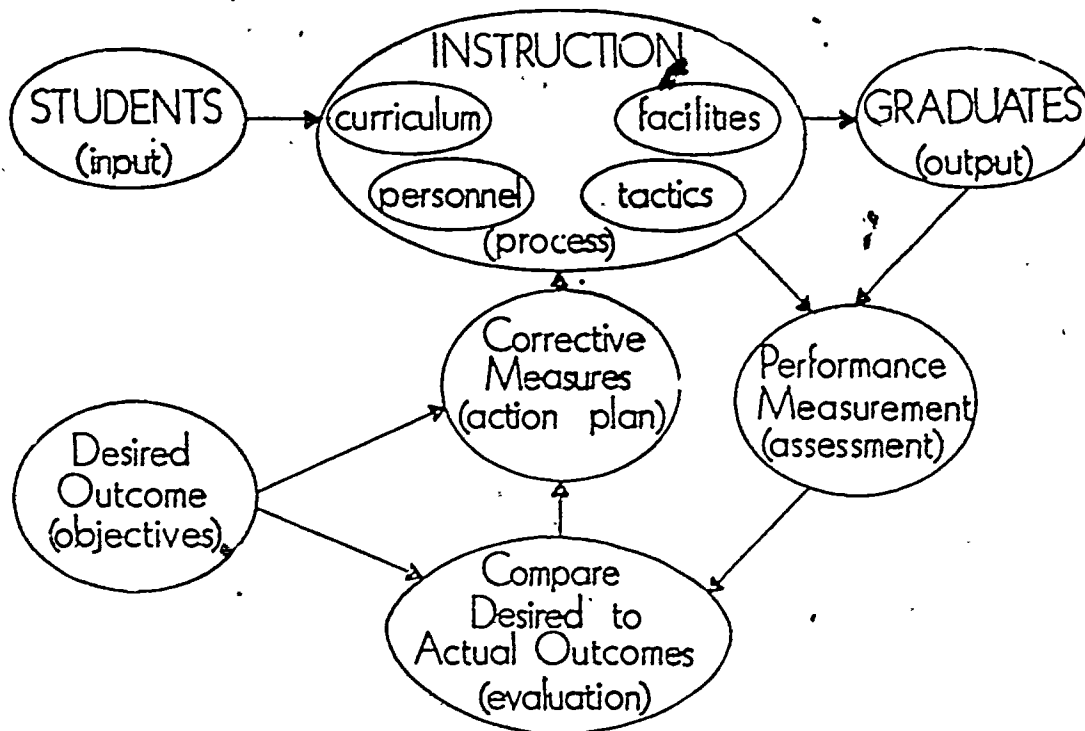 INSTRUCTION
STUDENTS
(input)
curriculum
facilities
personnel
tactics
(process)
GRADUATES
(output)
Corrective
Measures
(action plan)
Performance
Measurement
(assessment)
Desired
Outcome
(objectives)
Compare
Desired to
Actual Outcomes
(evaluation)